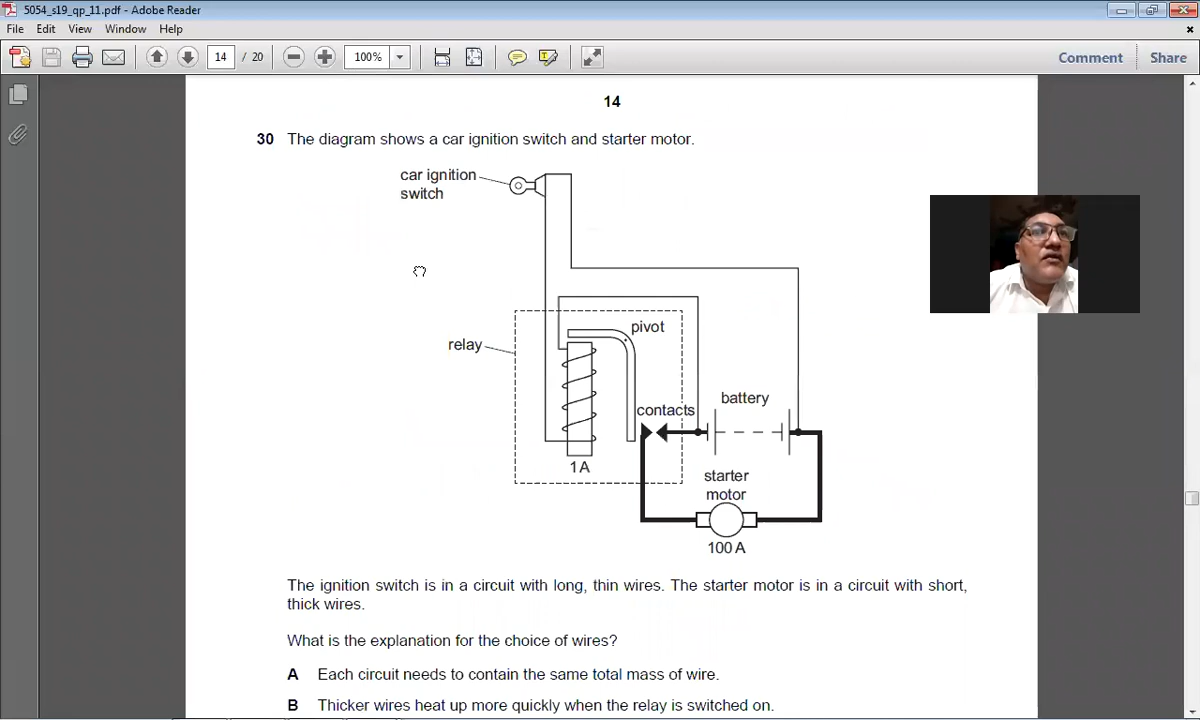 5054_s19_qp_11.pdf - Adobe Reader
File Edit View Window Help
14 / 20 100% Comment Share
14
30 The diagram shows a car ignition switch and starter motor.
car ignition
switch
relay
pivot
contacts
battery
1 A
starter
motor
100 A
The ignition switch is in a circuit with long, thin wires. The starter motor is in a circuit with short,
thick wires.
What is the explanation for the choice of wires?
A Each circuit needs to contain the same total mass of wire.
B Thicker wires heat up more quickly when the relay is switched on.